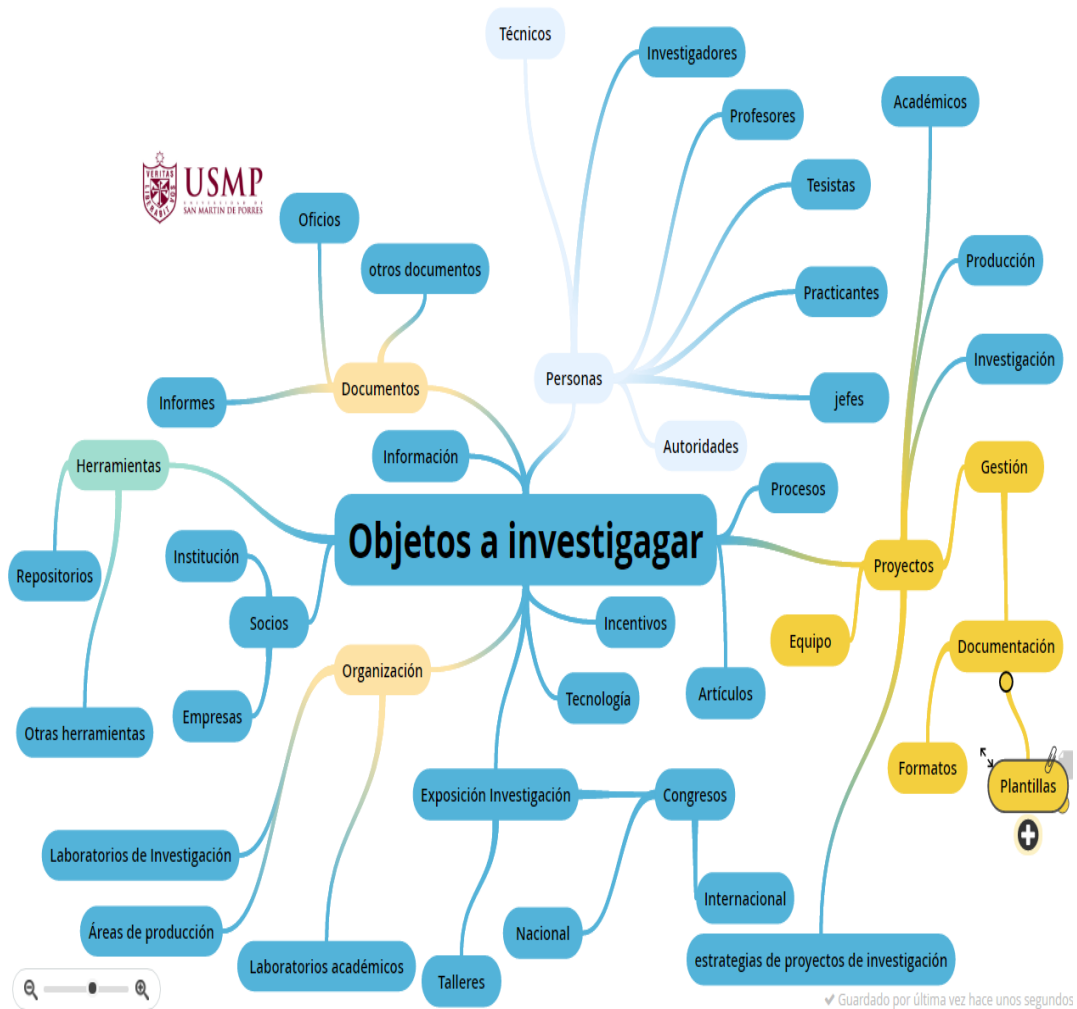 Técnicos
Investigadores
Académicos
Profesores
USMP
UNIVERSIDAD DE
SAN MARTIN DE PORRES
Tesistas
Oficios
otros documentos
Producción
Practicantes
Investigación
Personas
Documentos
Informes
jefes
Autoridades
Información
Herramientas
Gestión
Procesos
Objetos a investigagar
Institución
Proyectos
Repositorios
Socios
Incentivos
Equipo
Documentación
Organización
Tecnología
Artículos
Empresas
Otras herramientas
Formatos
Plantillas
Exposición Investigación
Congresos
Laboratorios de Investigación
Internacional
Áreas de producción
Nacional
Laboratorios académicos
Talleres
estrategias de proyectos de investigación
Guardado por última vez hace unos segundos